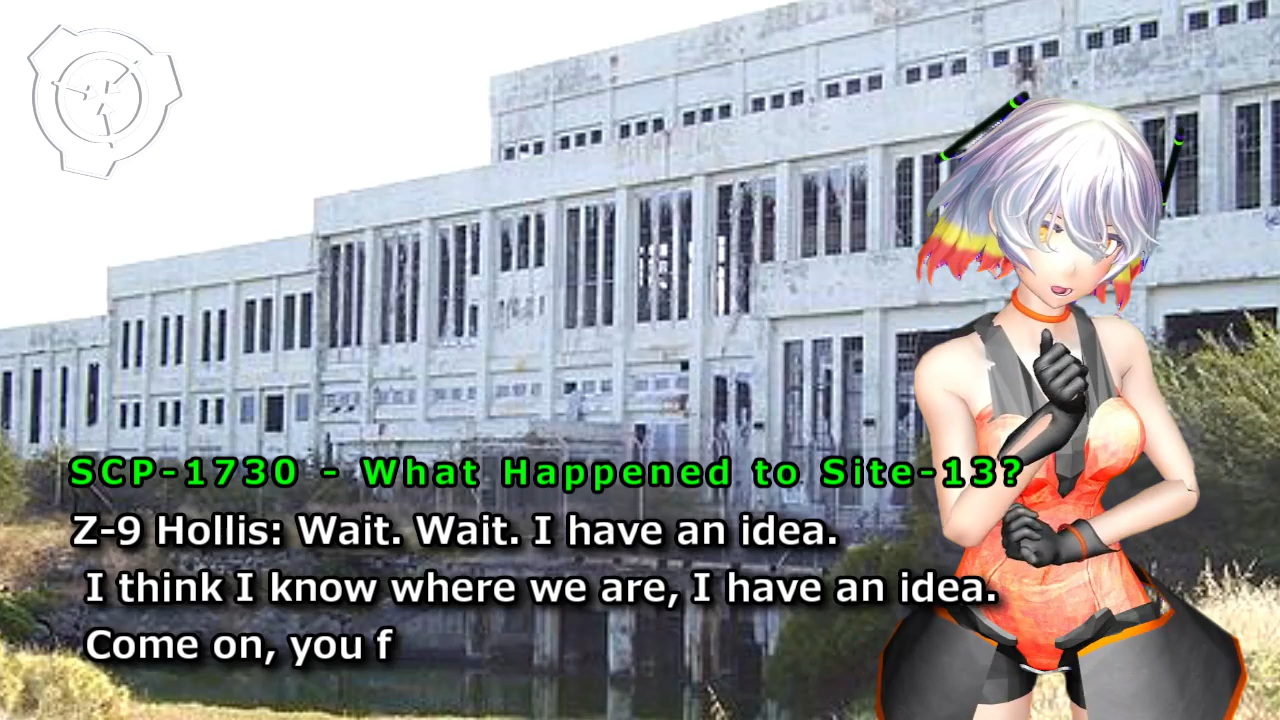 SCP-1730 - What Happened to Site-13?
Z-9 Hollis: Wait. Wait. I have an idea.
I think I know where we are, I have an idea.
Come on, you f